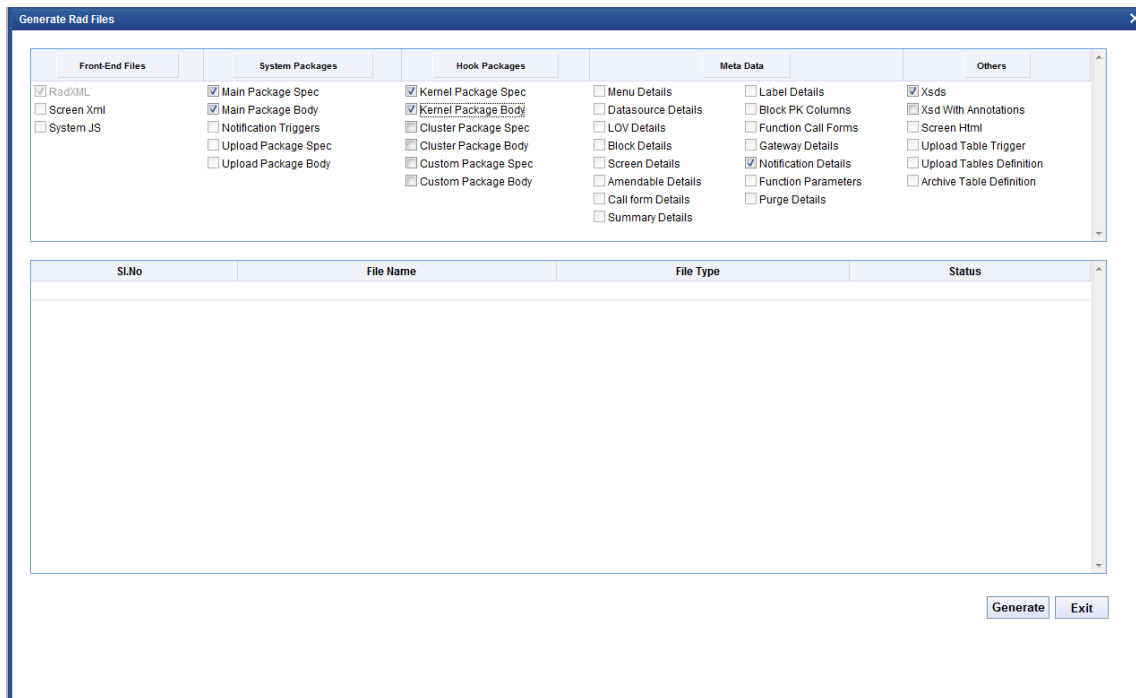 Generate Rad Files
Front-End Files System Packages Hook Packages Meta Data Others
RadXML Main Package Spec Kernel Package Spec Menu Details Label Details Xsds
Screen Xml Main Package Body Kernel Package Body Datasource Details Block PK Columns Xsd With Annotations
System JS Notification Triggers Cluster Package Spec LOV Details Function Call Forms Screen Html
Upload Package Spec Cluster Package Body Block Details Gateway Details Upload Table Trigger
Upload Package Body Custom Package Spec Screen Details Notification Details Upload Tables Definition
Custom Package Body Amendable Details Function Parameters Archive Table Definition
Call form Details Purge Details
Summary Details
Sl.No File Name File Type Status
Generate Exit